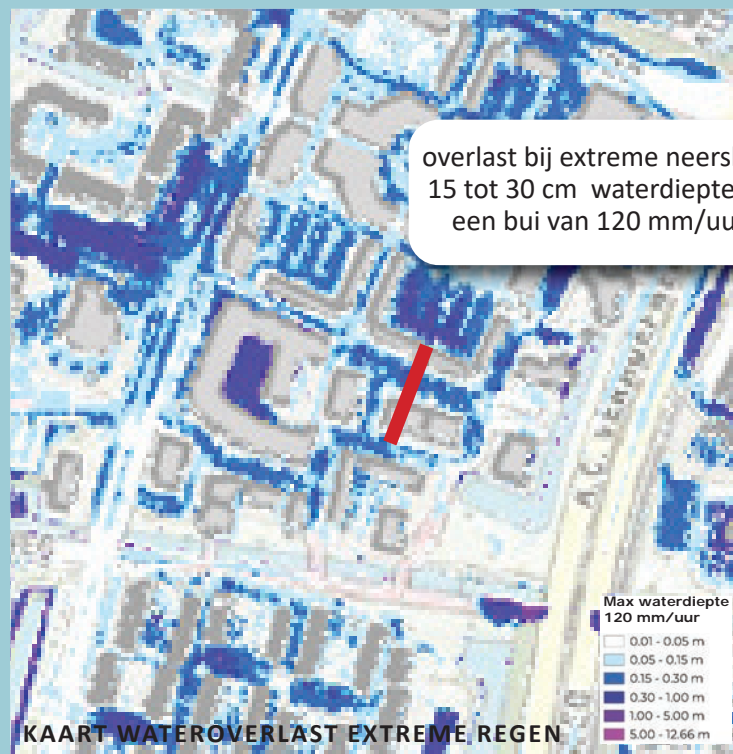 overlast bij extreme neersl
15 tot 30 cm waterdiepte
een bui van 120 mm/uu
Max waterdiepte
120 mm/uur
0.01 - 0.05 m
0.05 - 0.15 m
0.15 - 0.30 m
0.30 - 1.00 m
1.00 - 5.00 m
5.00 - 12.66 m
KAART WATEROVERLAST EXTREME REGEN